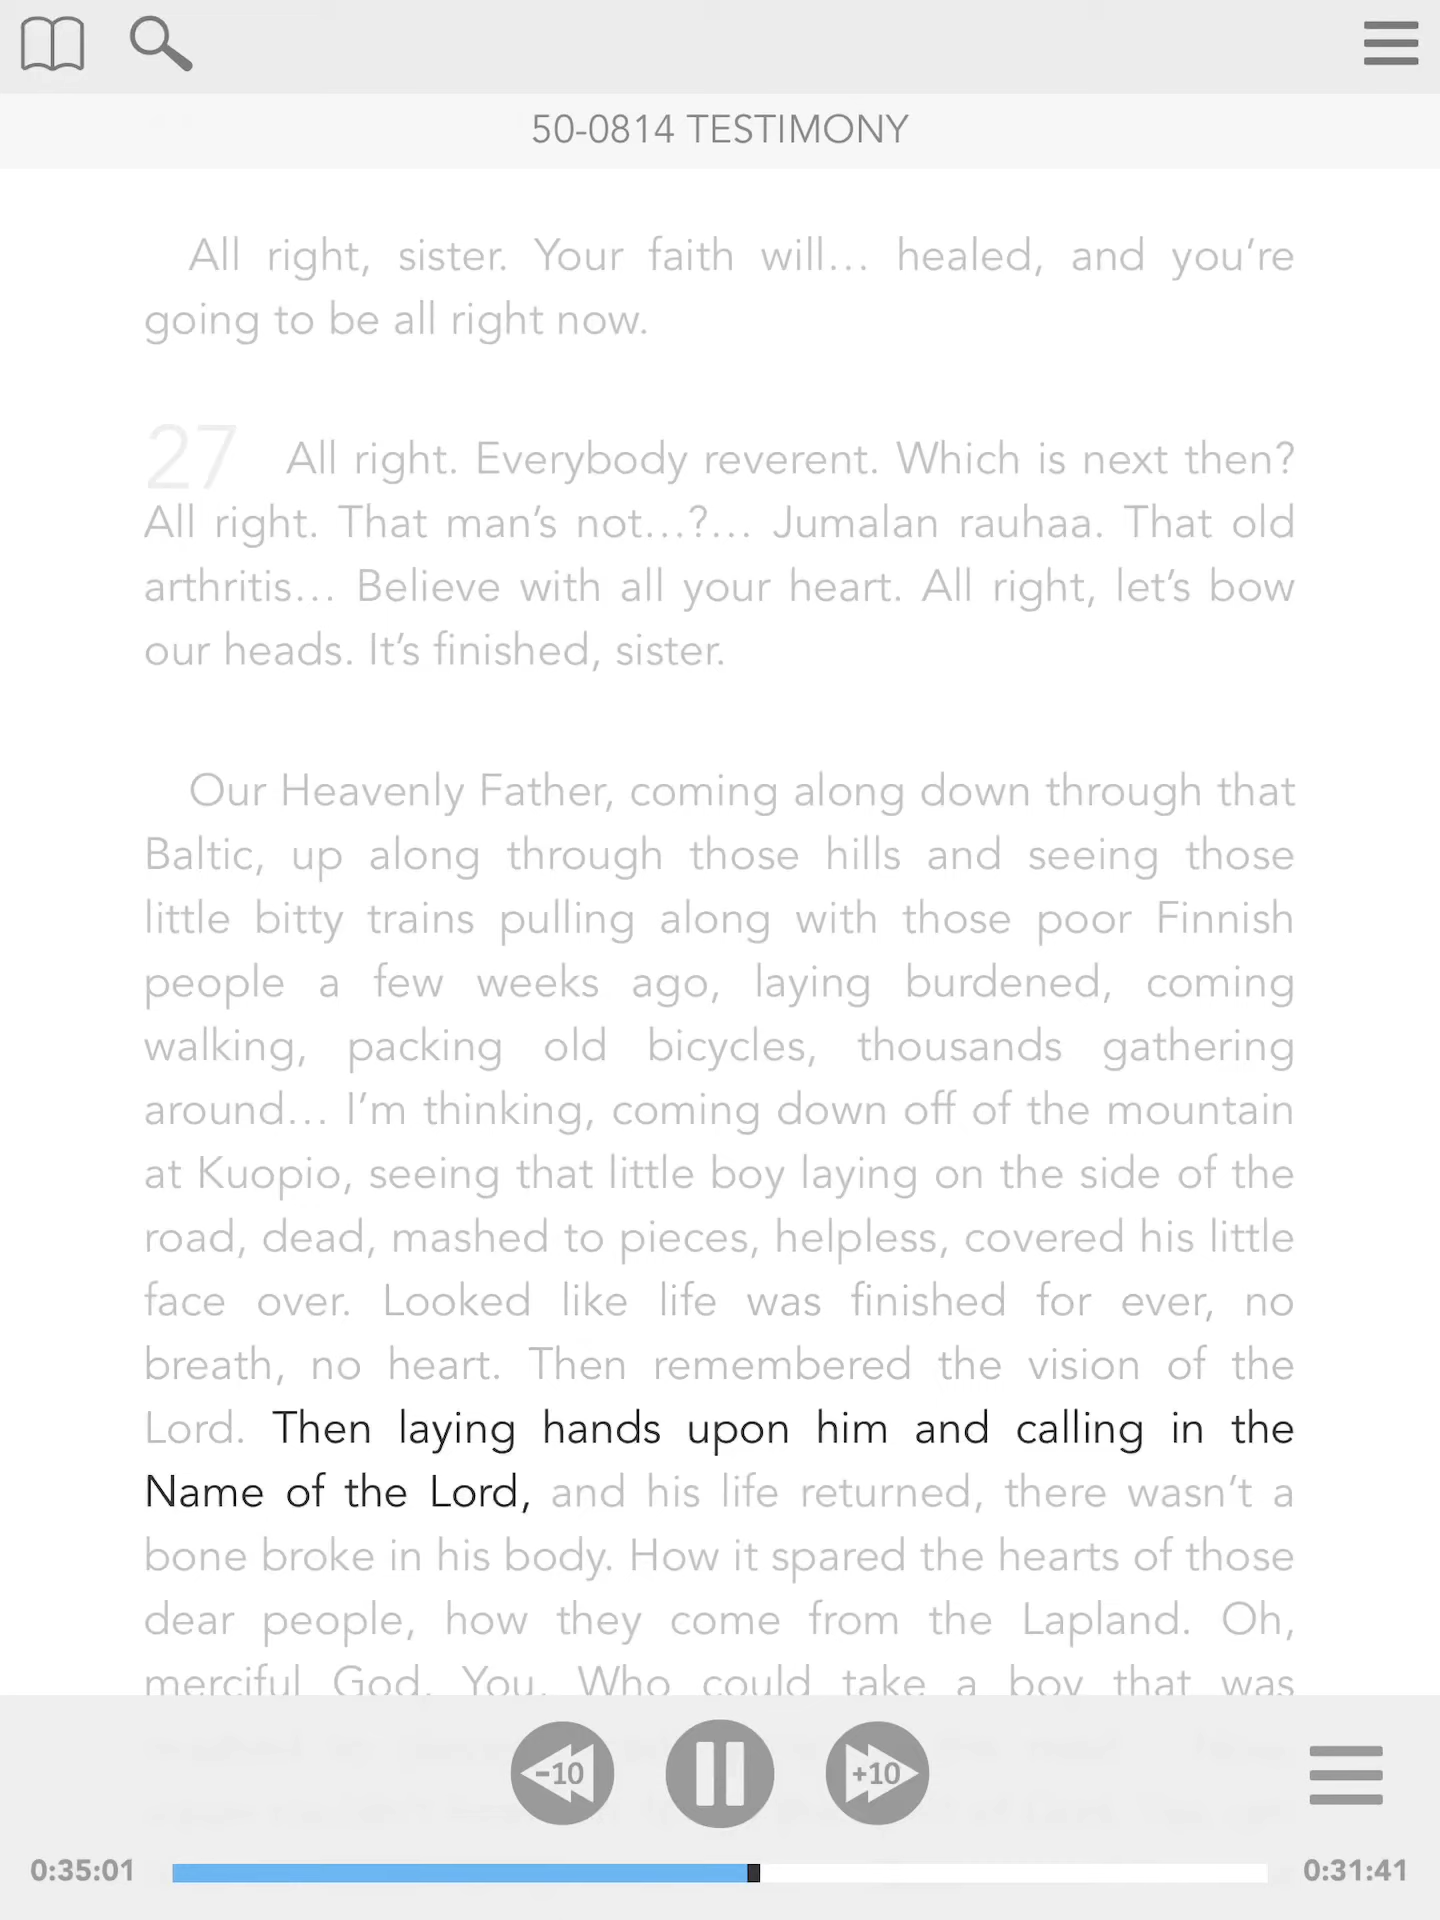 50-0814 TESTIMONY
All right, sister. Your faith will… healed, and you’re
going to be all right now.
27 All right. Everybody reverent. Which is next then?
All right. That man’s not…?… Jumalan rauhaa. That old
arthritis… Believe with all your heart. All right, let’s bow
our heads. It’s finished, sister.
Our Heavenly Father, coming along down through that
Baltic, up along through those hills and seeing those
little bitty trains pulling along with those poor Finnish
people a few weeks ago, laying burdened, coming
walking, packing old bicycles, thousands gathering
around… I’m thinking, coming down off of the mountain
at Kuopio, seeing that little boy laying on the side of the
road, dead, mashed to pieces, helpless, covered his little
face over. Looked like life was finished for ever, no
breath, no heart. Then remembered the vision of the
Lord. Then laying hands upon him and calling in the
Name of the Lord, and his life returned, there wasn’t a
bone broke in his body. How it spared the hearts of those
dear people, how they come from the Lapland. Oh,
merciful God, You, Who could take a boy that was
-10 +10
0:35:01 0:31:41